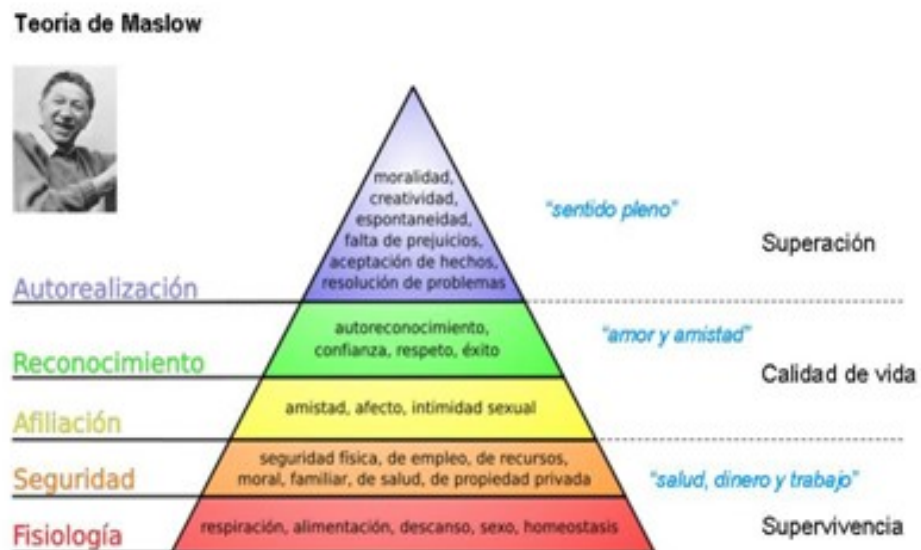 Teoría de Maslow
moralidad,
creatividad,
espontaneidad,
falta de prejuicios,
aceptación de hechos,
resolución de problemas
"sentido pleno"
Superación
Autorealización
autoreconocimiento,
confianza, respeto, éxito
"amor y amistad"
Reconocimiento
Calidad de vida
amistad, afecto, intimidad sexual
Afiliación
seguridad física, de empleo, de recursos,
moral, familiar, de salud, de propiedad privada
Seguridad
"salud, dinero y trabajo"
respiración, alimentación, descanso, sexo, homeostasis
Supervivencia
Fisiología